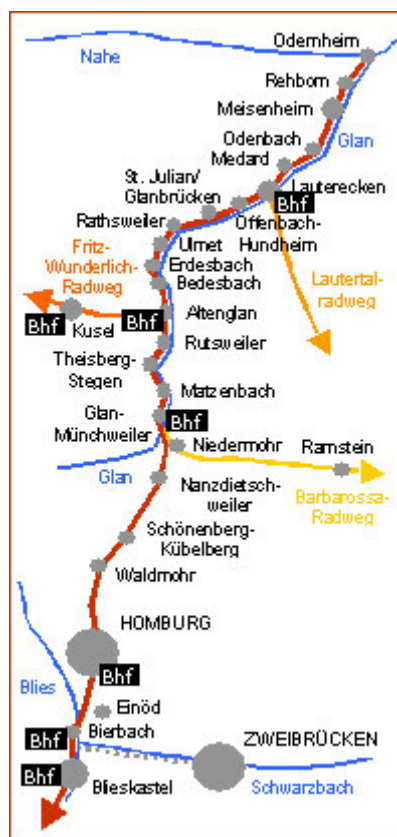 Odernheim
Nahe
Rehborn
Meisenheim
Odenbach
Glan
Medard
St. Julian/
Glanbrücken
Lauterecken
Bhf
Rathsweiler
Offenbach-
Hundheim
Ulmet
Fritz-
Wunderlich-
Radweg
Erdesbach
Bedesbach
Lautertal-
radweg
Altenglan
Bhf
Bhf
Kusel
Rutsweiler
Theisberg-
Stegen
Matzenbach
Glan-
Münchweiler
Bhf
Niedermohr
Ramstein
Glan
Nanzdietsch-
weiler
Barbarossa-
Radweg
Schönenberg-
Kübelberg
Waldmohr
HOMBURG
Bhf
Blies
Einöd
Bierbach
Bhf
ZWEIBRÜCKEN
Bhf
Blieskastel
Schwarzbach